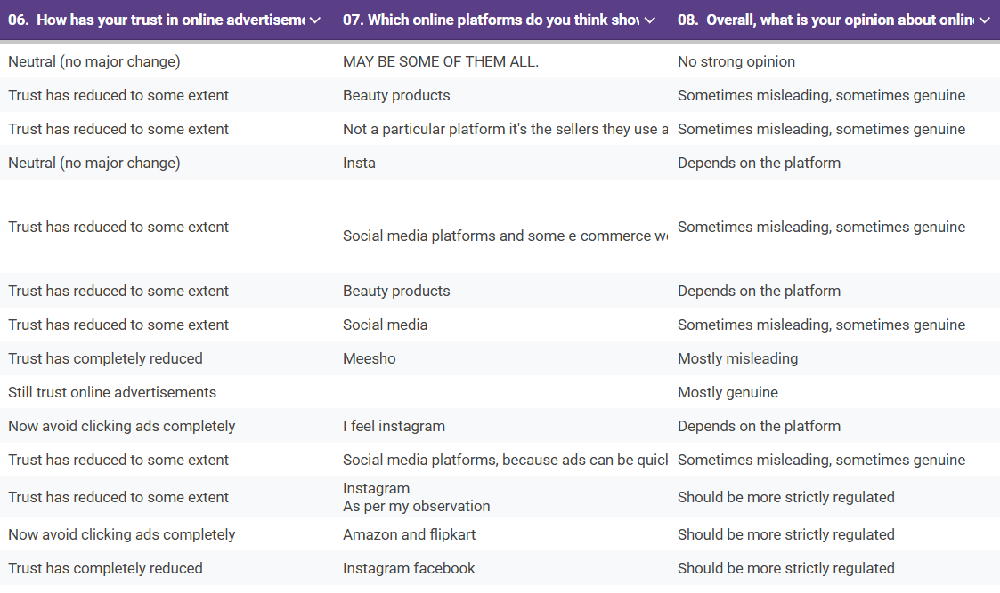 06. How has your trust in online
07. Which online platforms do you think
08. Overall, what is your opinion about
Neutral (no major change) MAY BE SOME OF THEM ALL. No strong opinion
Trust has reduced to some extent Beauty products Sometimes misleading, sometimes genuine
Trust has reduced to some extent Not a particular platform it's the sellers they use a Sometimes misleading, sometimes genuine
Neutral (no major change) Insta Depends on the platform
Trust has reduced to some extent Social media platforms and some e-commerce Sometimes misleading, sometimes genuine
Trust has reduced to some extent Beauty products Depends on the platform
Trust has reduced to some extent Social media Sometimes misleading, sometimes genuine
Trust has completely reduced Meesho Mostly misleading
Still trust online advertisements Mostly genuine
Now avoid clicking ads completely I feel instagram Depends on the platform
Trust has reduced to some extent Social media platforms, because ads can be Sometimes misleading, sometimes genuine
Trust has reduced to some extent Instagram Should be more strictly regulated
As per my observation
Now avoid clicking ads completely Amazon and flipkart Should be more strictly regulated
Trust has completely reduced Instagram facebook Should be more strictly regulated